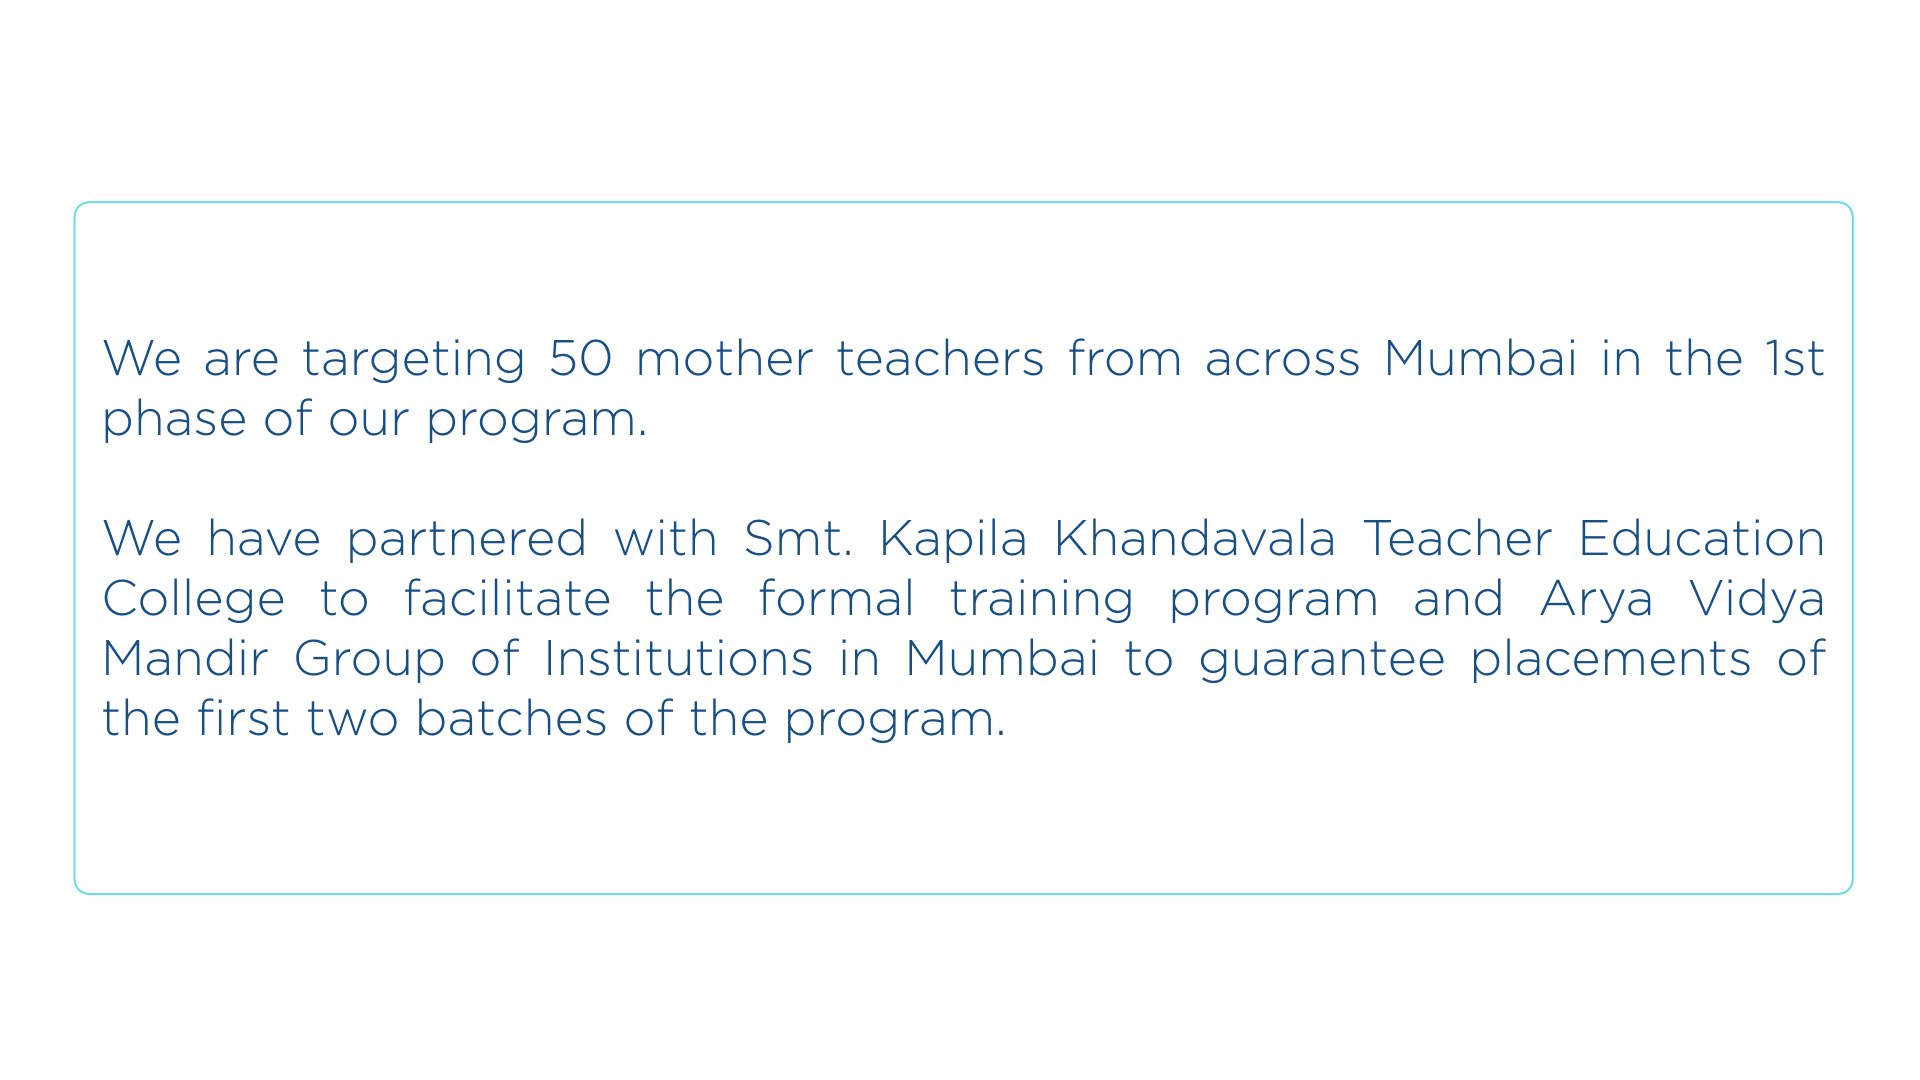 We are targeting 50 mother teachers from across Mumbai in the 1st
phase of our program.
We have partnered with Smt. Kapila Khandavala Teacher Education
College to facilitate the formal training program and Arya Vidya
Mandir Group of Institutions in Mumbai to guarantee placements of
the first two batches of the program.